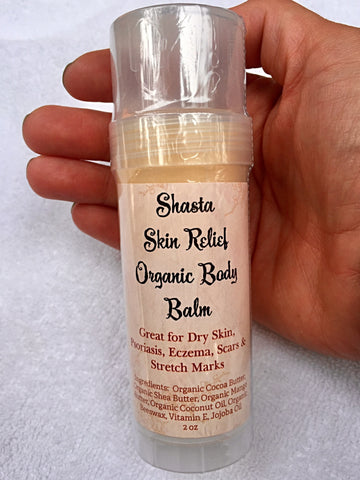 Shasta
Skin Relief
Organic Body
Balm
Great for Dry Skin,
Psoriasis, Eczema, Scars &
Stretch Marks
Ingredients: Organic Cocoa Butter,
Organic Shea Butter, Organic Mango
Butter, Organic Coconut Oil, Organic
Beeswax, Vitamin E, Jojoba Oil
2 oz